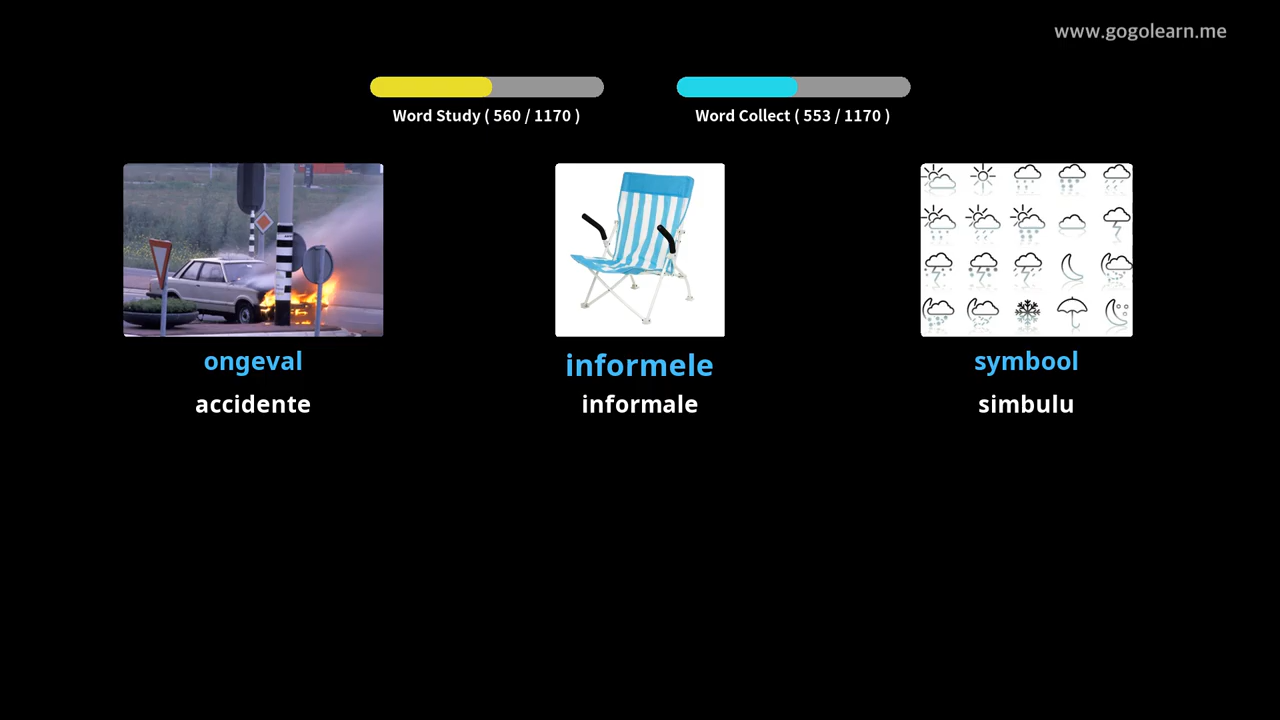 www.gogolearn.me
Word Study ( 560 / 1170 )
Word Collect ( 553 / 1170 )
ongeval
informele
symbool
accidente
informale
simbulu